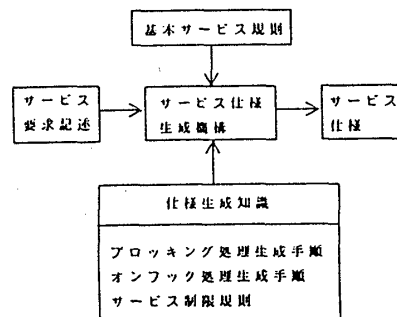 基本サービス規則
サービス
要求記述
サービス仕様
生成機構
サービス
仕様
仕様生成知識
ブロッキング処理生成手順
オンフック処理生成手順
サービス制限規則